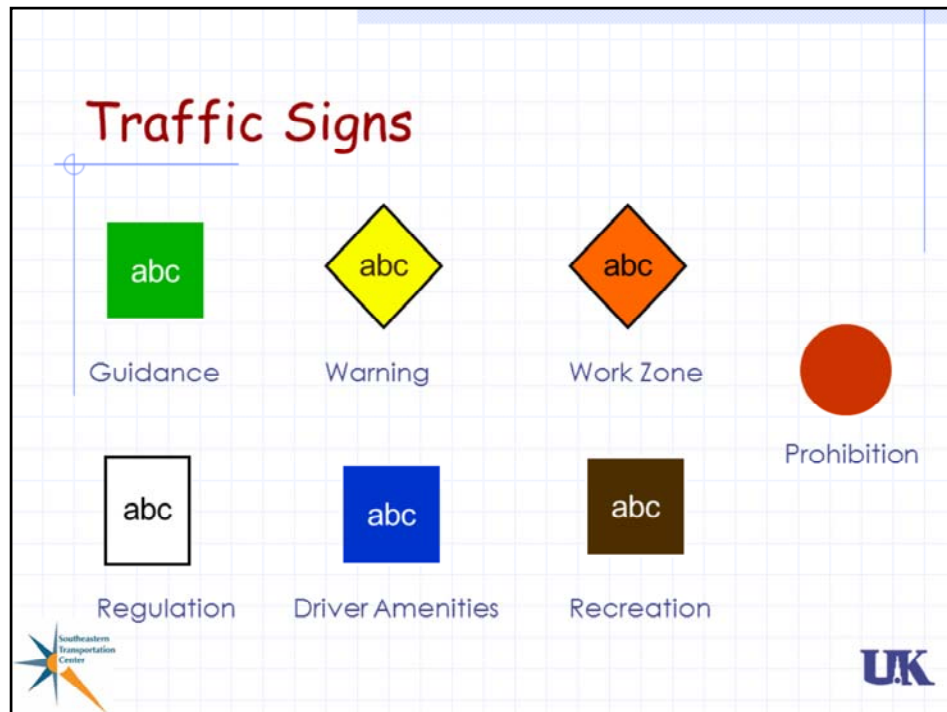 Traffic Signs
abc
abc
abc
Guidance
Warning
Work Zone
Prohibition
abc
abc
abc
Regulation
Driver Amenities
Recreation
Southeastern
Transportation
Center
UK